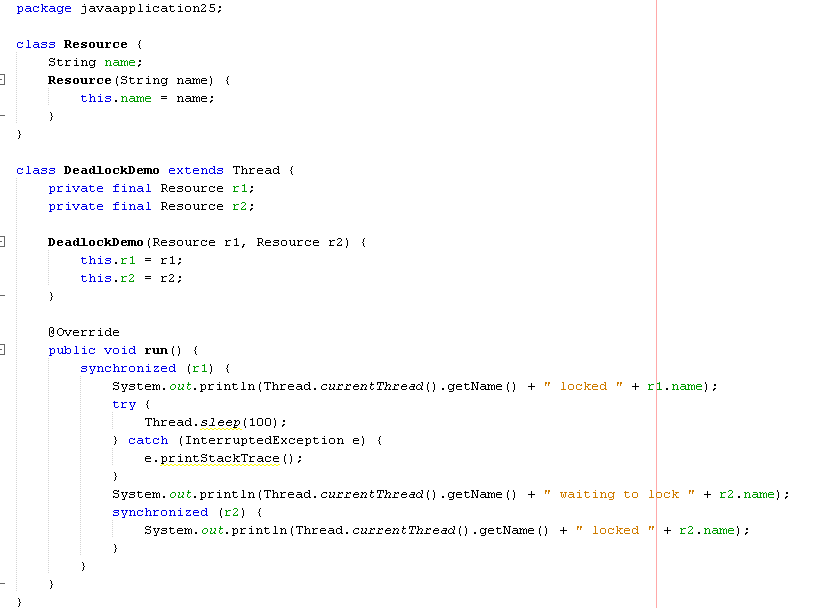 package javaapplication25;
class Resource {
String name;
Resource(String name) {
this.name = name;
}
}
class DeadlockDemo extends Thread {
private final Resource r1;
private final Resource r2;
DeadlockDemo(Resource r1, Resource r2) {
this.r1 = r1;
this.r2 = r2;
}
@Override
public void run() {
synchronized (r1) {
System.out.println(Thread.currentThread().getName() + " locked " + r1.name);
try {
Thread.sleep(100);
} catch (InterruptedException e) {
e.printStackTrace();
}
System.out.println(Thread.currentThread().getName() + " waiting to lock " + r2.name);
synchronized (r2) {
System.out.println(Thread.currentThread().getName() + " locked " + r2.name);
}
}
}
}